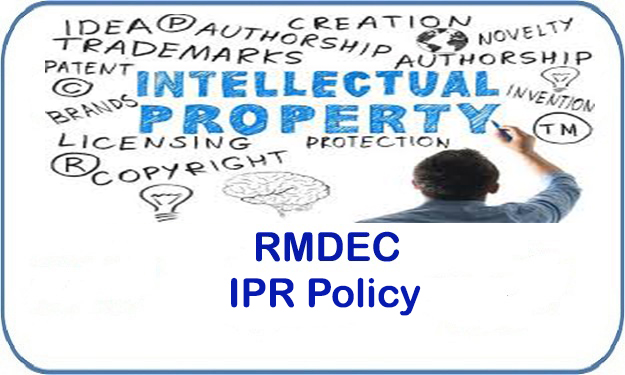 IDEA Ⓟ AUTHORSHIP CREATION NOVELTY
TRADEMARKS AUTHORSHIP
PATENT INTELLECTUAL INVENTION
©
BRANDS PROPERTY TM
LICENSING PROTECTION
® COPYRIGHT
RMDEC
IPR Policy